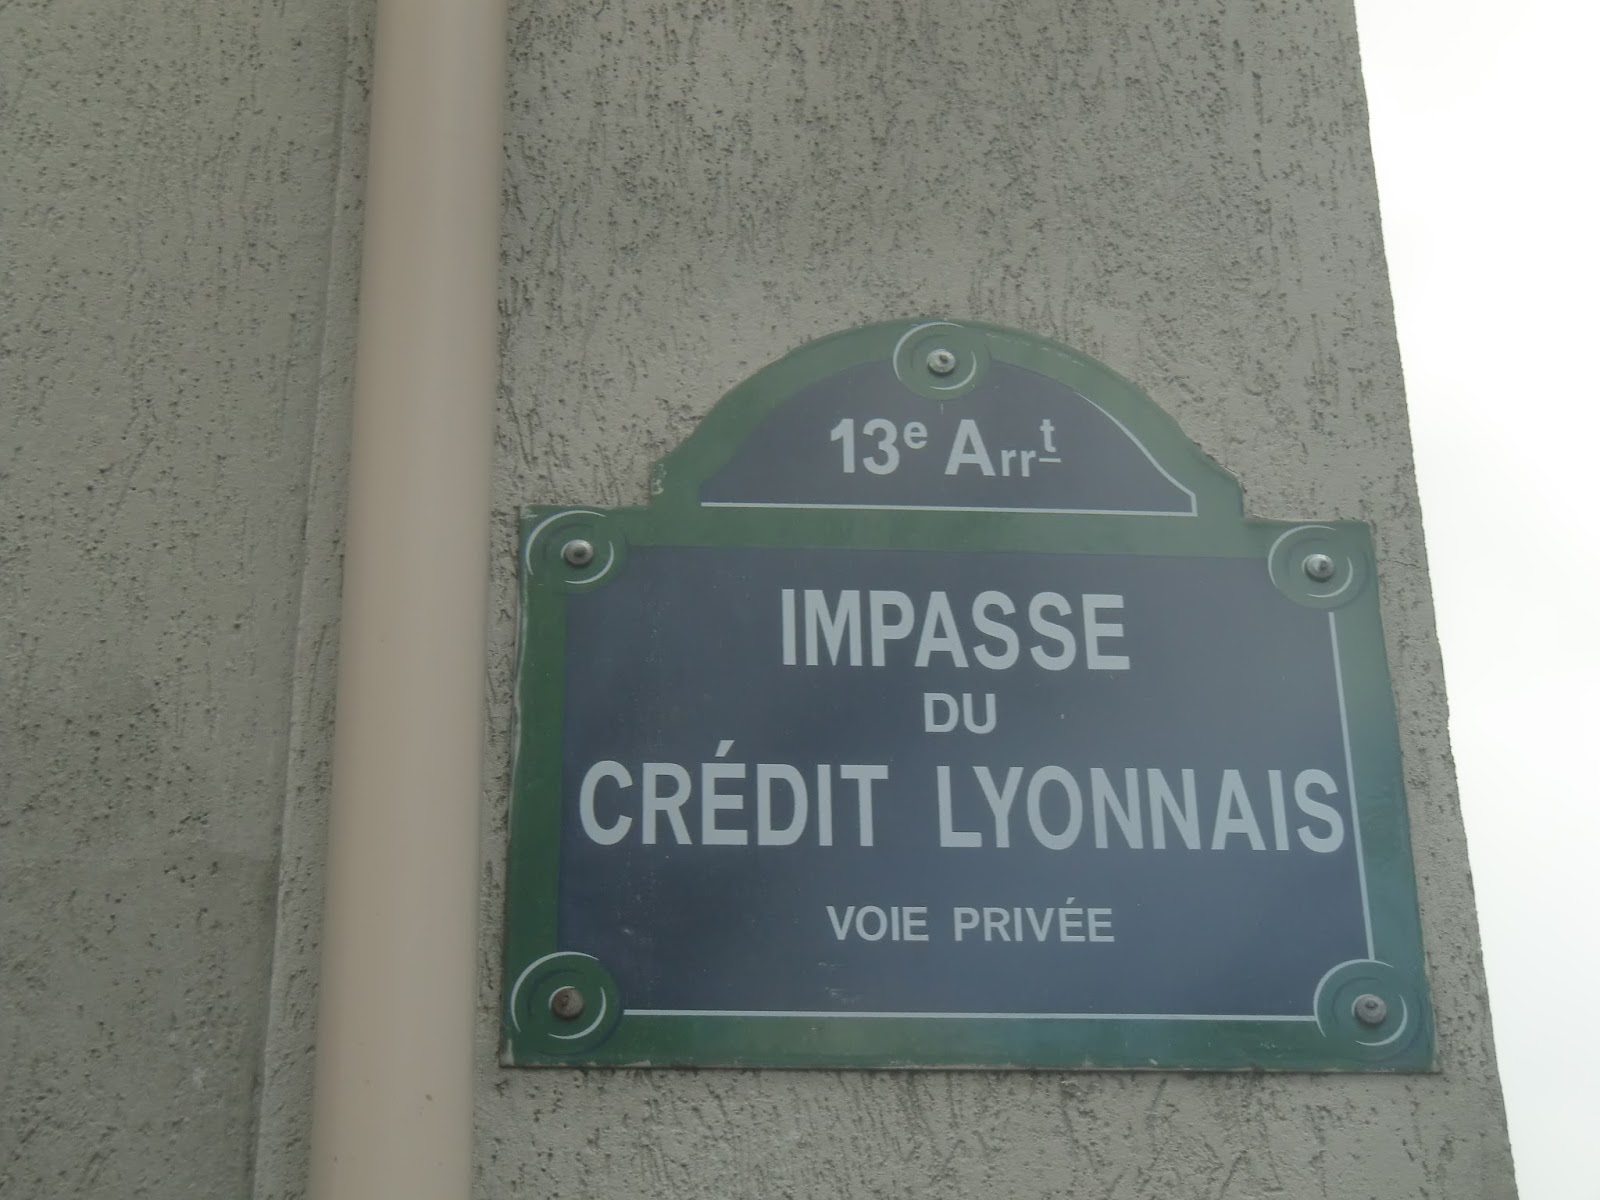 13e Arrt
IMPASSE
DU
CRÉDIT LYONNAIS
VOIE PRIVÉE